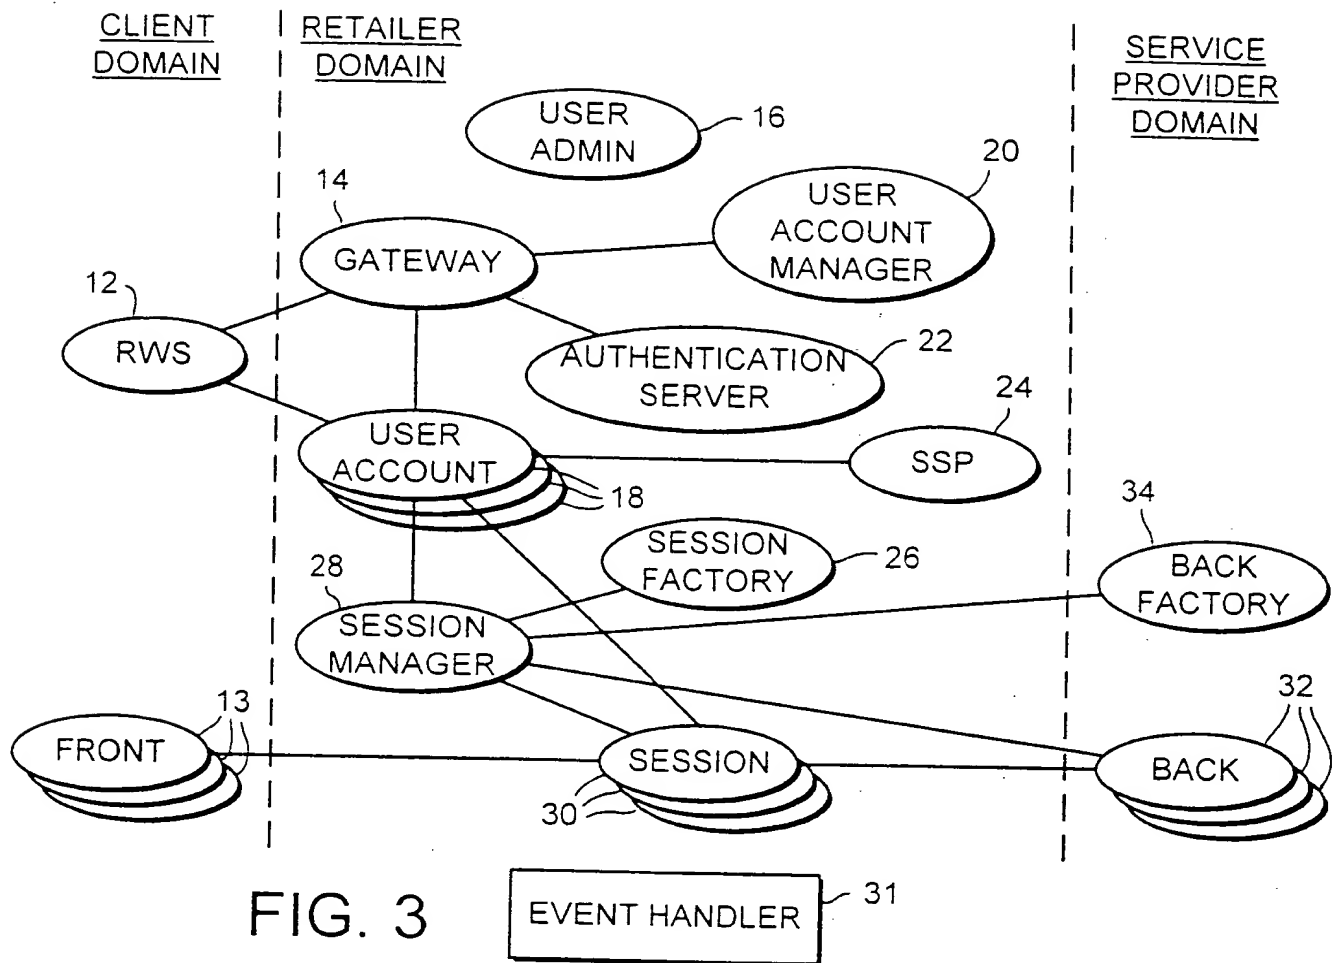 CLIENT
DOMAIN
RETAILER
DOMAIN
SERVICE
PROVIDER
DOMAIN
USER
ADMIN
16
20
USER
ACCOUNT
MANAGER
14
GATEWAY
12
RWS
AUTHENTICATION
SERVER
22
24
SSP
USER
ACCOUNT
18
34
BACK
FACTORY
SESSION
FACTORY
26
28
SESSION
MANAGER
13
FRONT
SESSION
30
32
BACK
FIG. 3
EVENT HANDLER
31